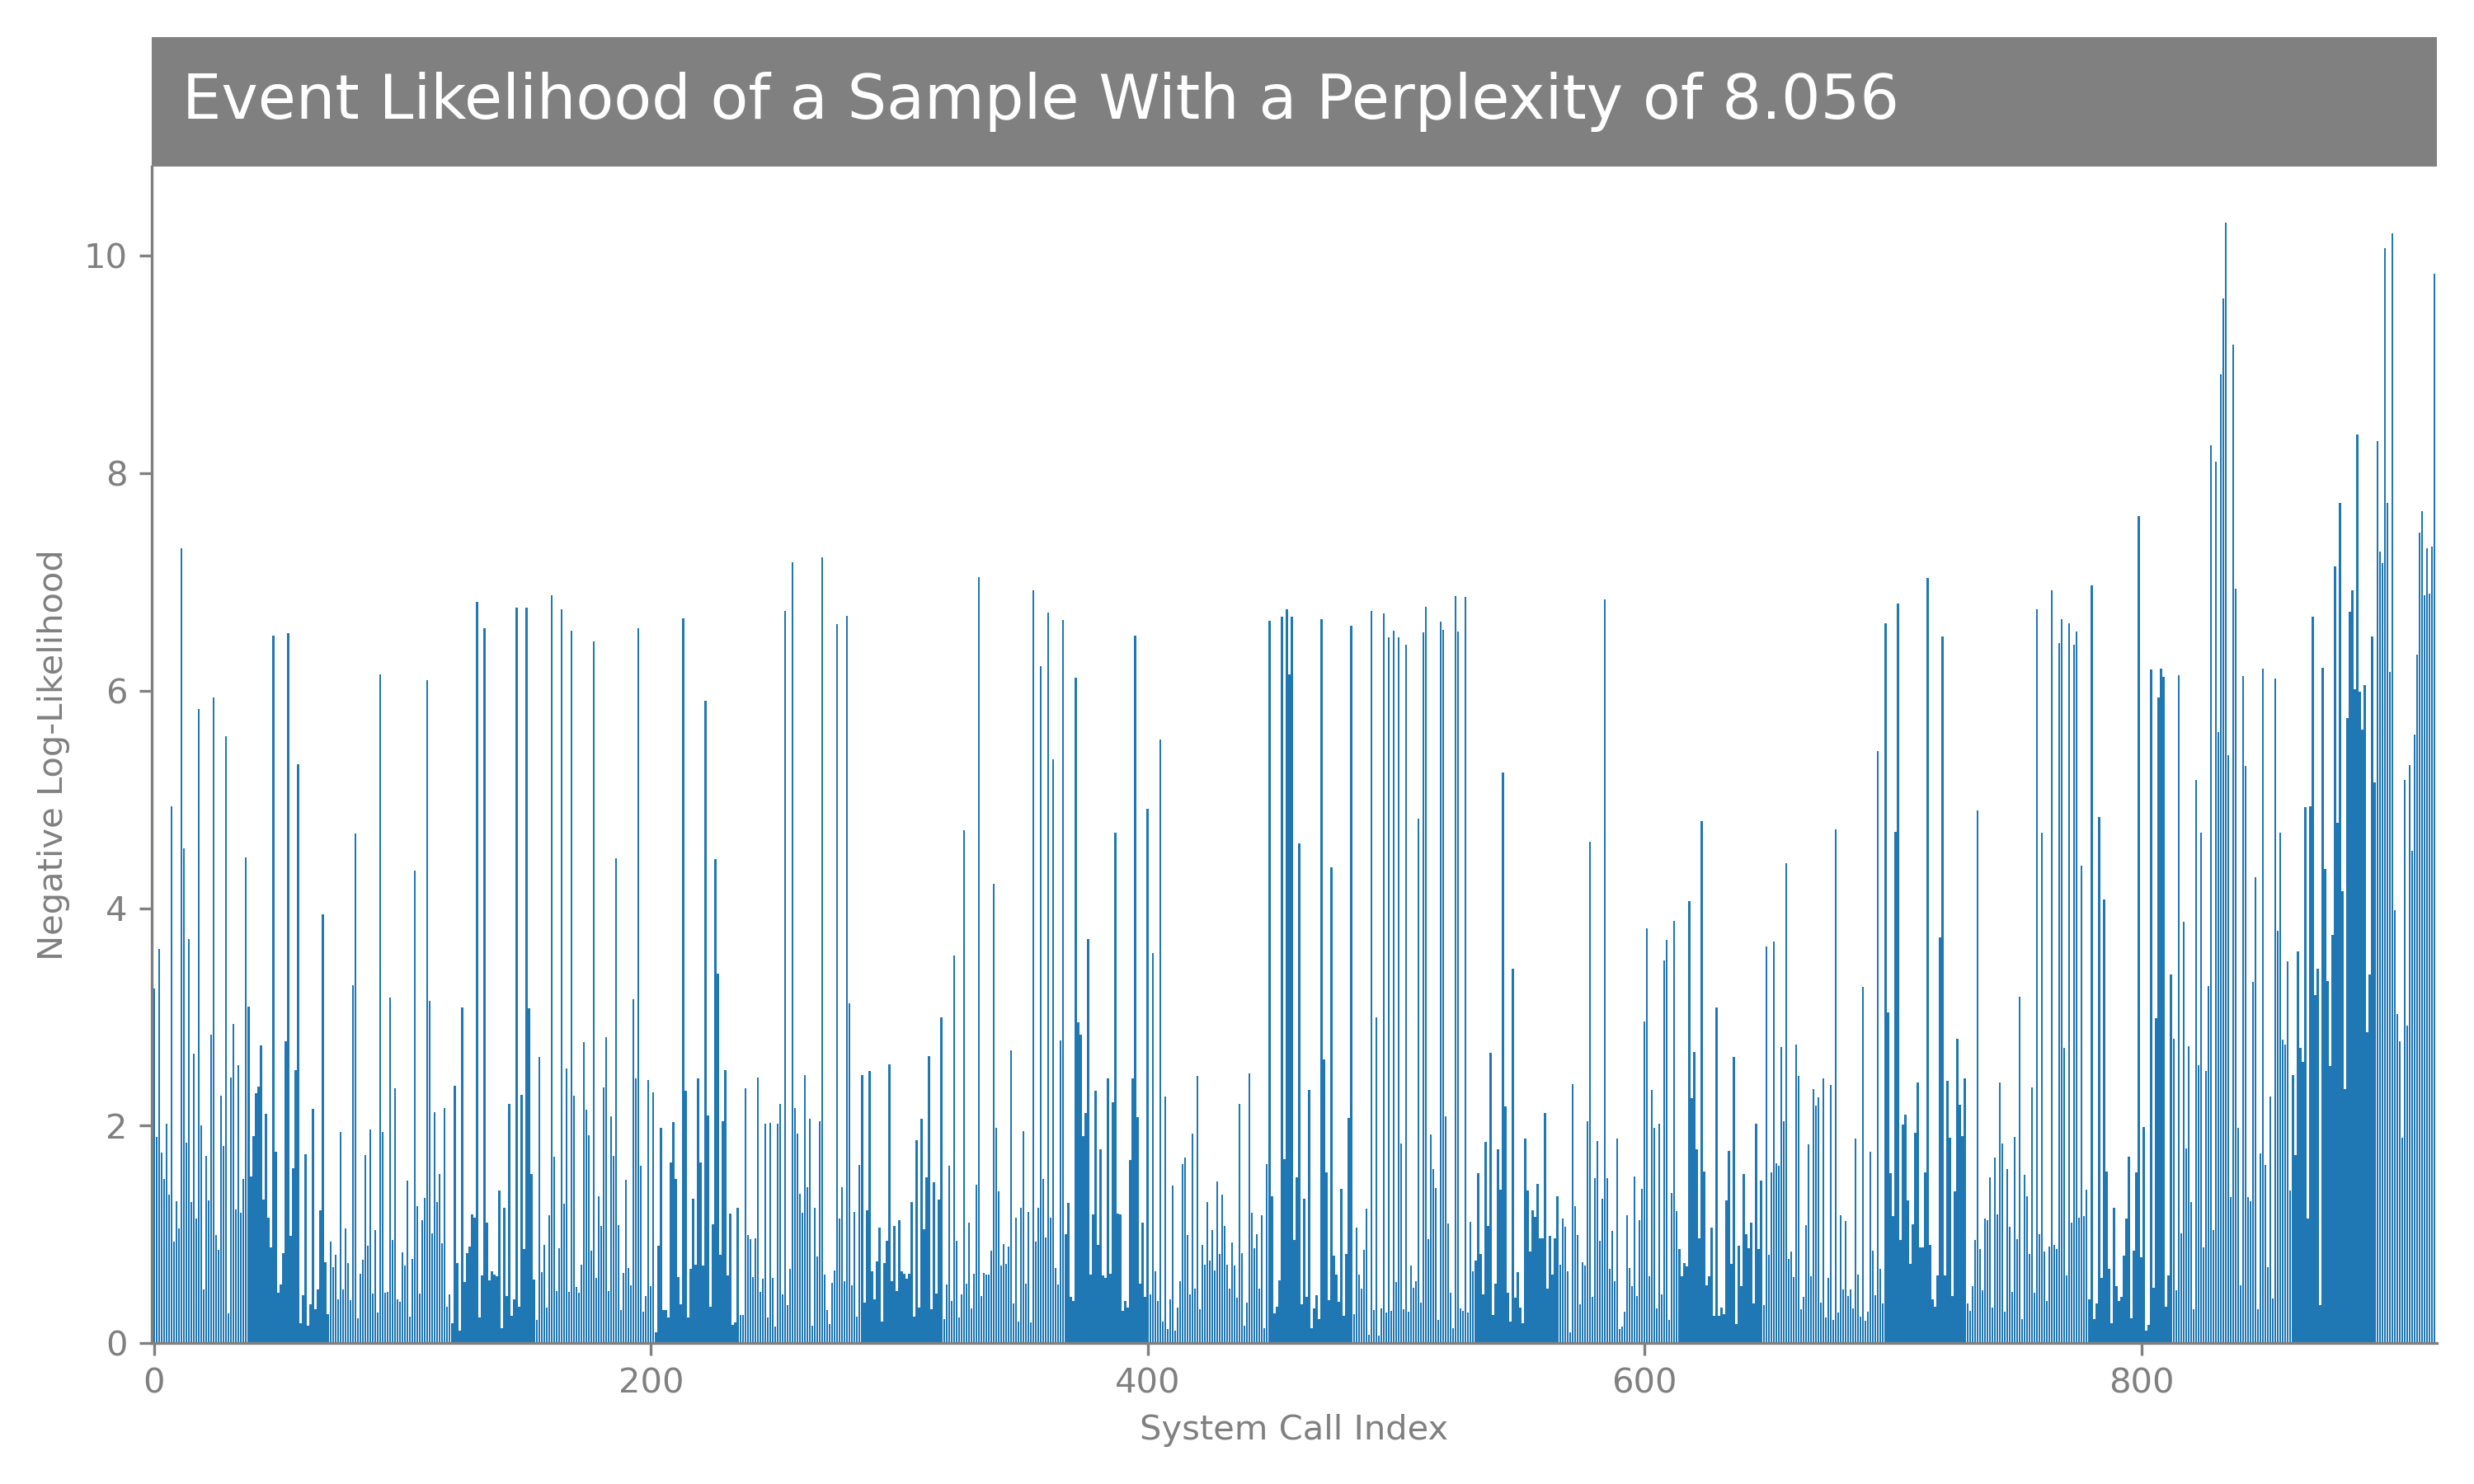 Event Likelihood of a Sample With a Perplexity of 8.056
Negative Log-Likelihood
10
8
6
4
2
0
0 200 400 600 800
System Call Index